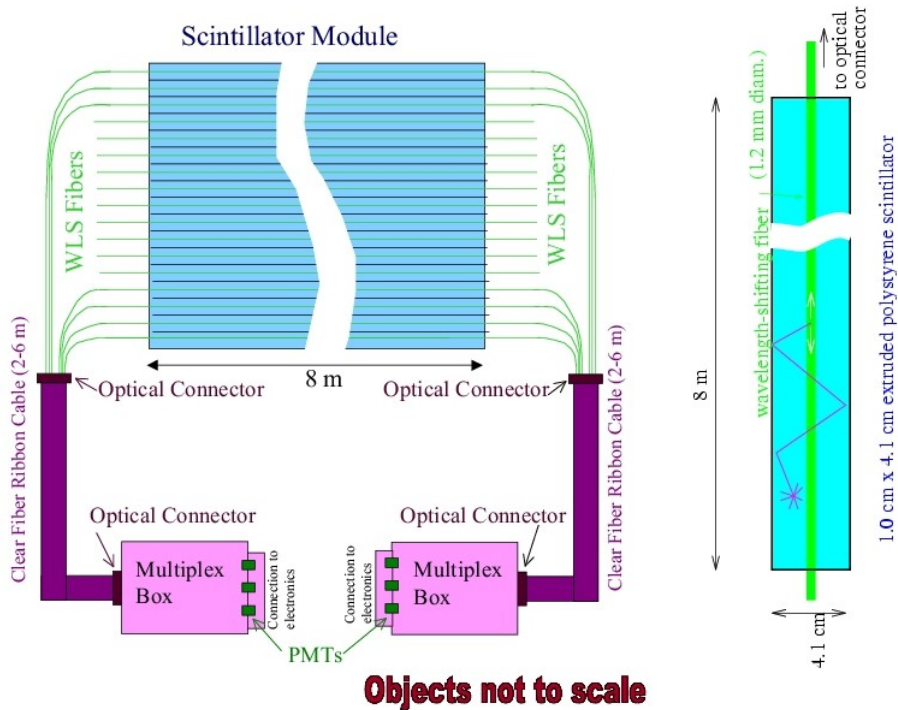 Scintillator Module
WLS Fibers
WLS Fibers
8 m
Optical Connector
Optical Connector
Clear Fiber Ribbon Cable (2-6 m)
Clear Fiber Ribbon Cable (2-6 m)
Optical Connector
Optical Connector
Multiplex
Box
Connection to
electronics
Connection to
electronics
Multiplex
Box
PMTs
to optical
connector
wavelength-shifting fiber
(1.2 mm diam.)
8 m
1.0 cm x 4.1 cm extruded polystyrene scintillator
4.1 cm
Objects not to scale